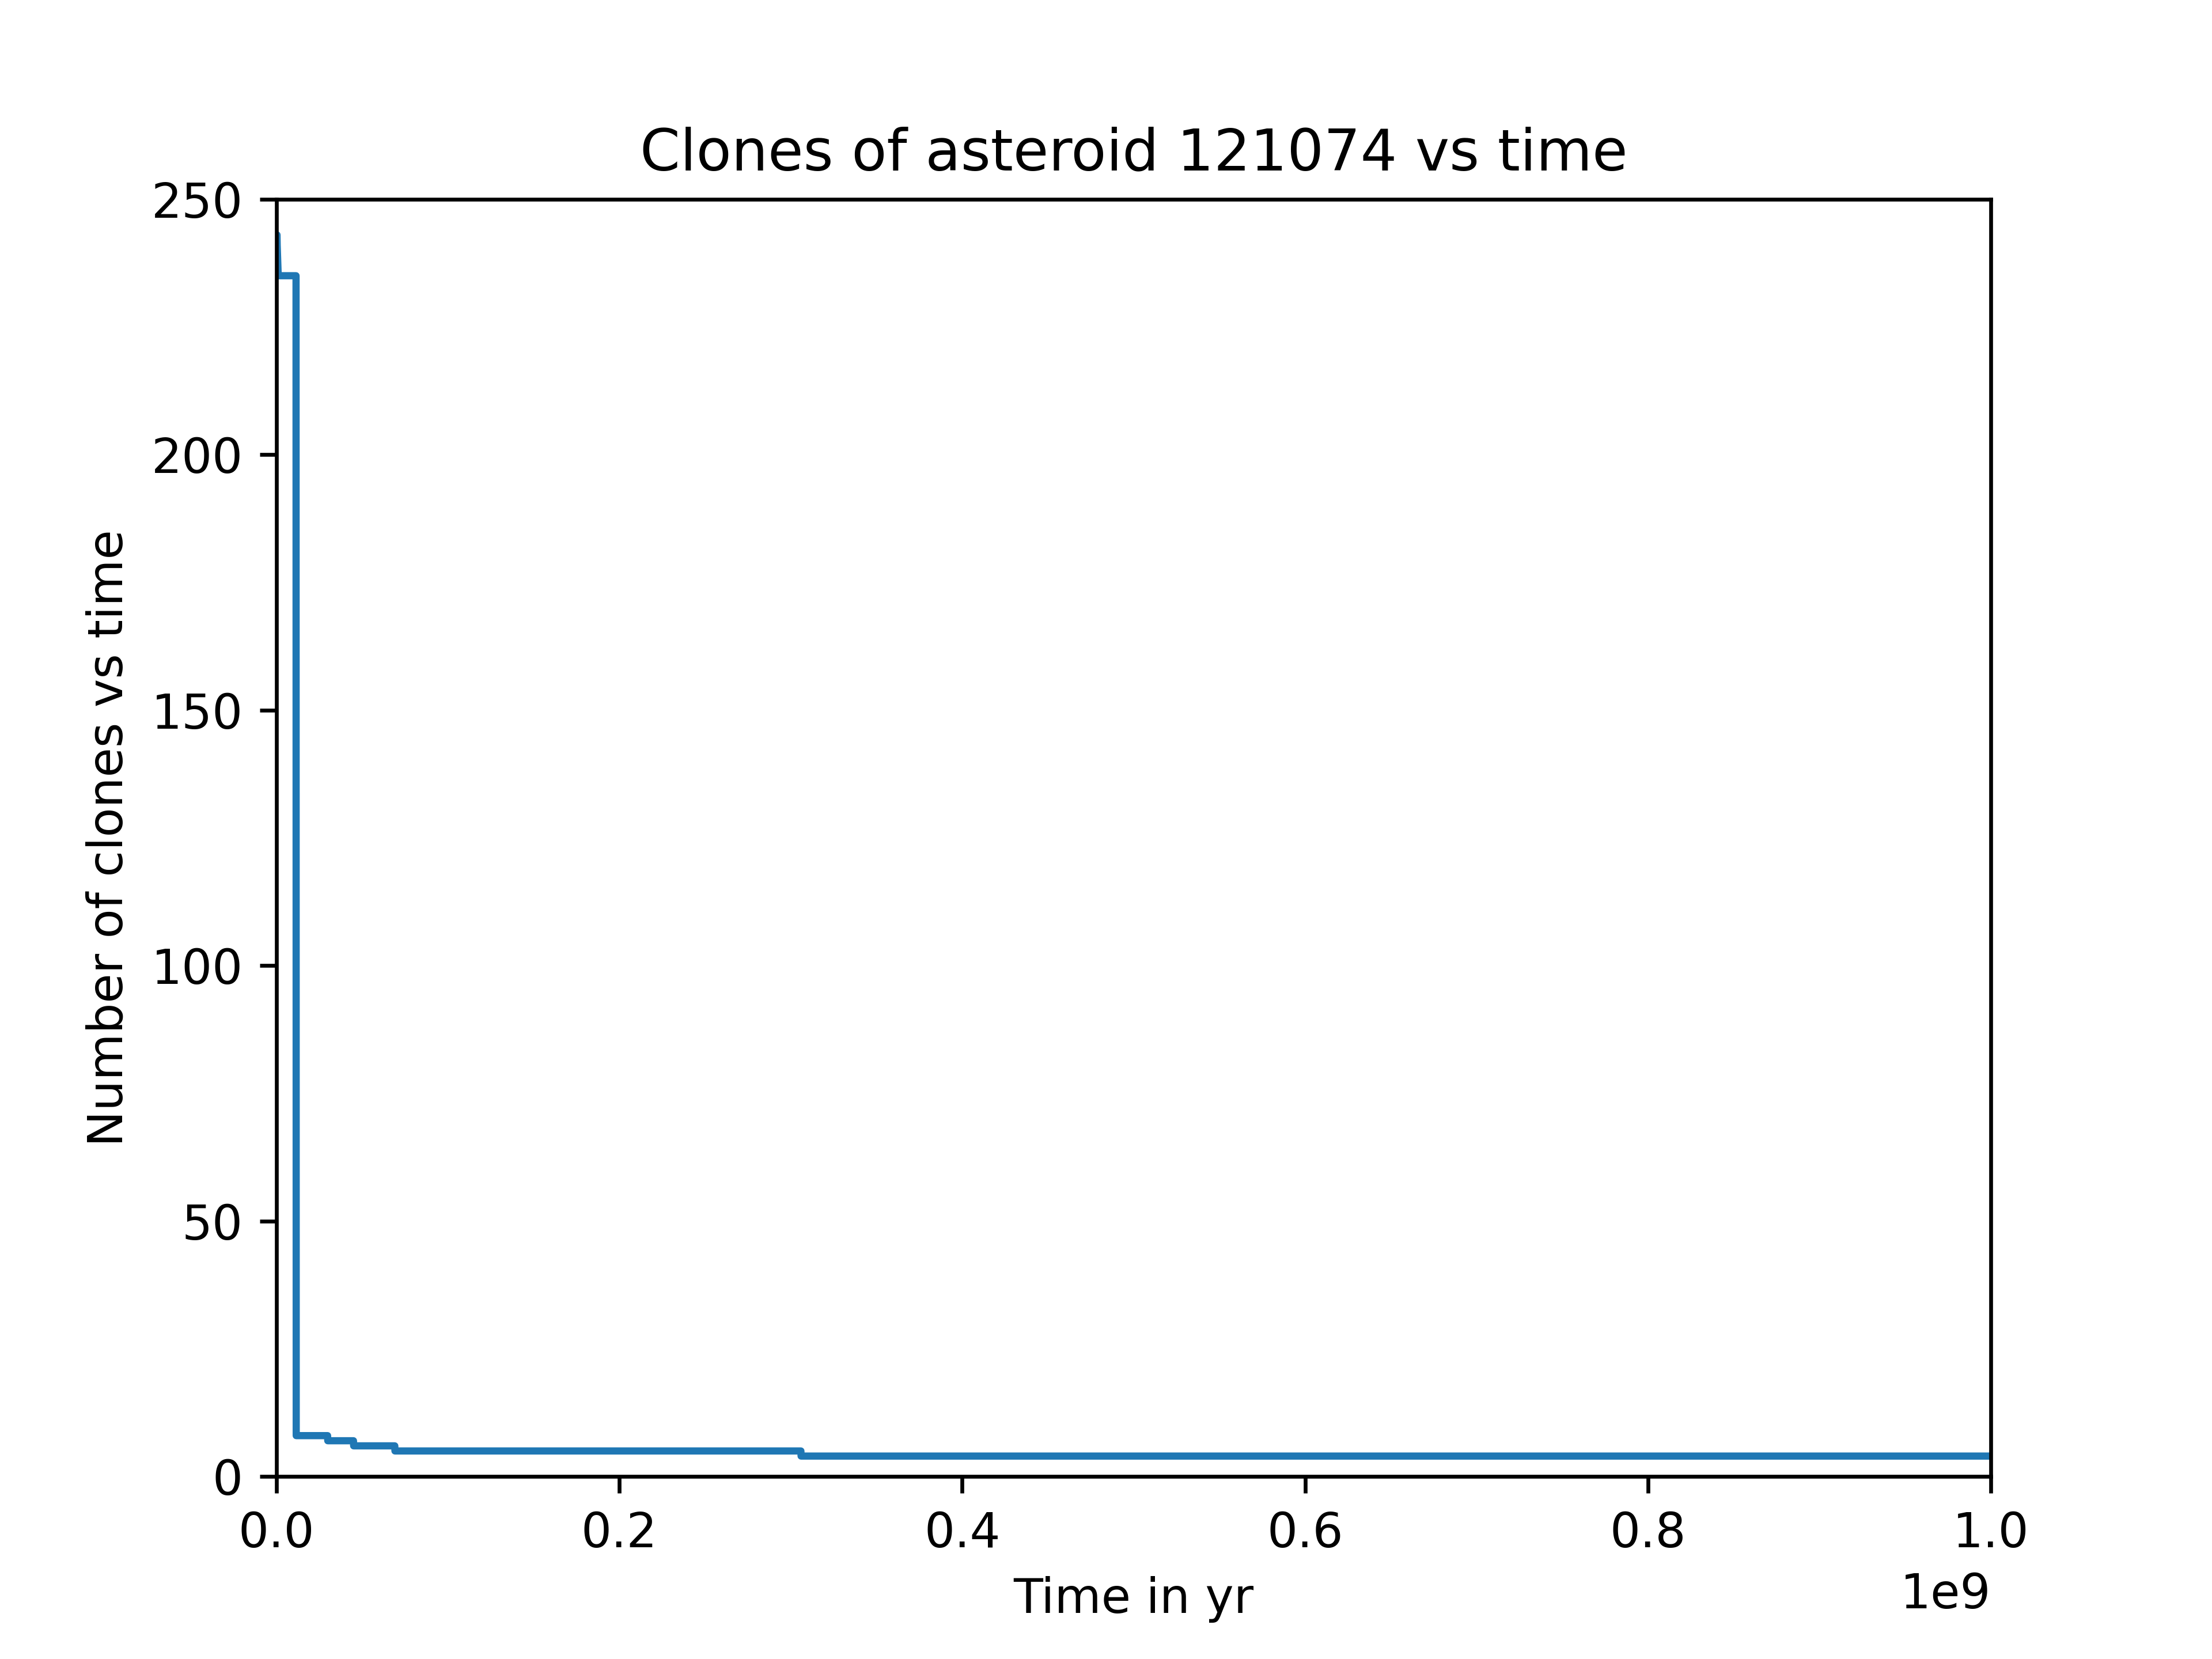 Clones of asteroid 121074 vs time
250
200
150
100
50
0
Number of clones vs time
0.0 0.2 0.4 0.6 0.8 1.0
1e9
Time in yr